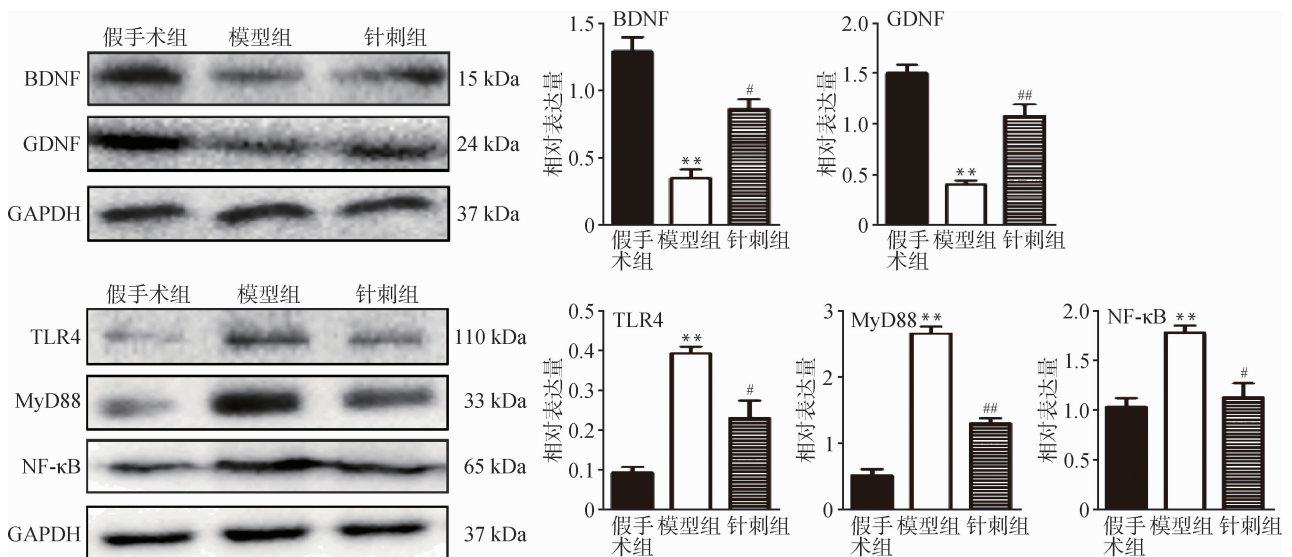 假手术组 模型组 针刺组
BDNF 15 kDa
GDNF 24 kDa
GAPDH 37 kDa
BDNF
相对表达量
1.5
1.0
0.5
0
**
#
假手术组 模型组 针刺组
GDNF
相对表达量
2.0
1.5
1.0
0.5
0
**
##
假手术组 模型组 针刺组
假手术组 模型组 针刺组
TLR4 110 kDa
MyD88 33 kDa
NF-κB 65 kDa
GAPDH 37 kDa
TLR4
相对表达量
0.5
0.4
0.3
0.2
0.1
0
**
#
假手术组 模型组 针刺组
MyD88
相对表达量
3
2
1
0
**
##
假手术组 模型组 针刺组
NF-κB
相对表达量
2.0
1.5
1.0
0.5
0
**
#
假手术组 模型组 针刺组